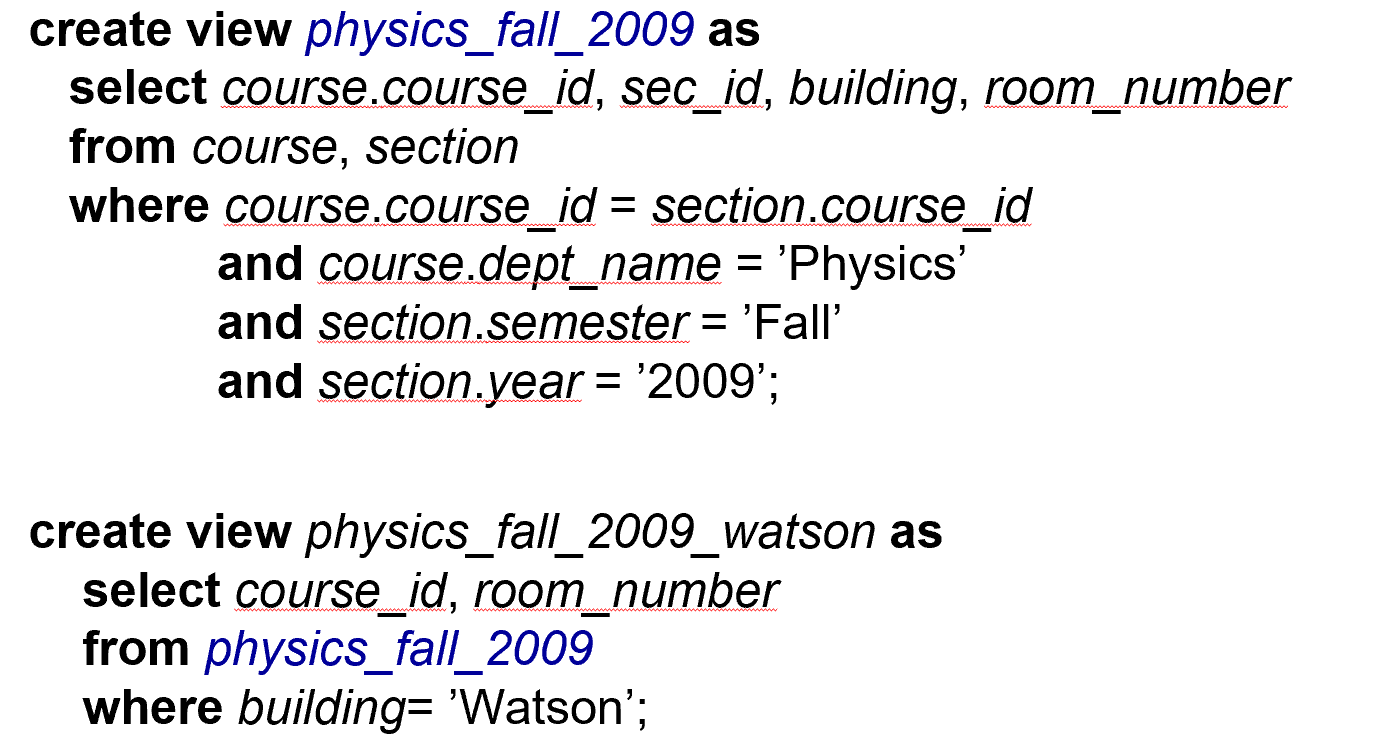 create view physics_fall_2009 as
select course.course_id, sec_id, building, room_number
from course, section
where course.course_id = section.course_id
and course.dept_name = ’Physics’
and section.semester = ’Fall’
and section.year = ’2009’;
create view physics_fall_2009_watson as
select course_id, room_number
from physics_fall_2009
where building= ’Watson’;